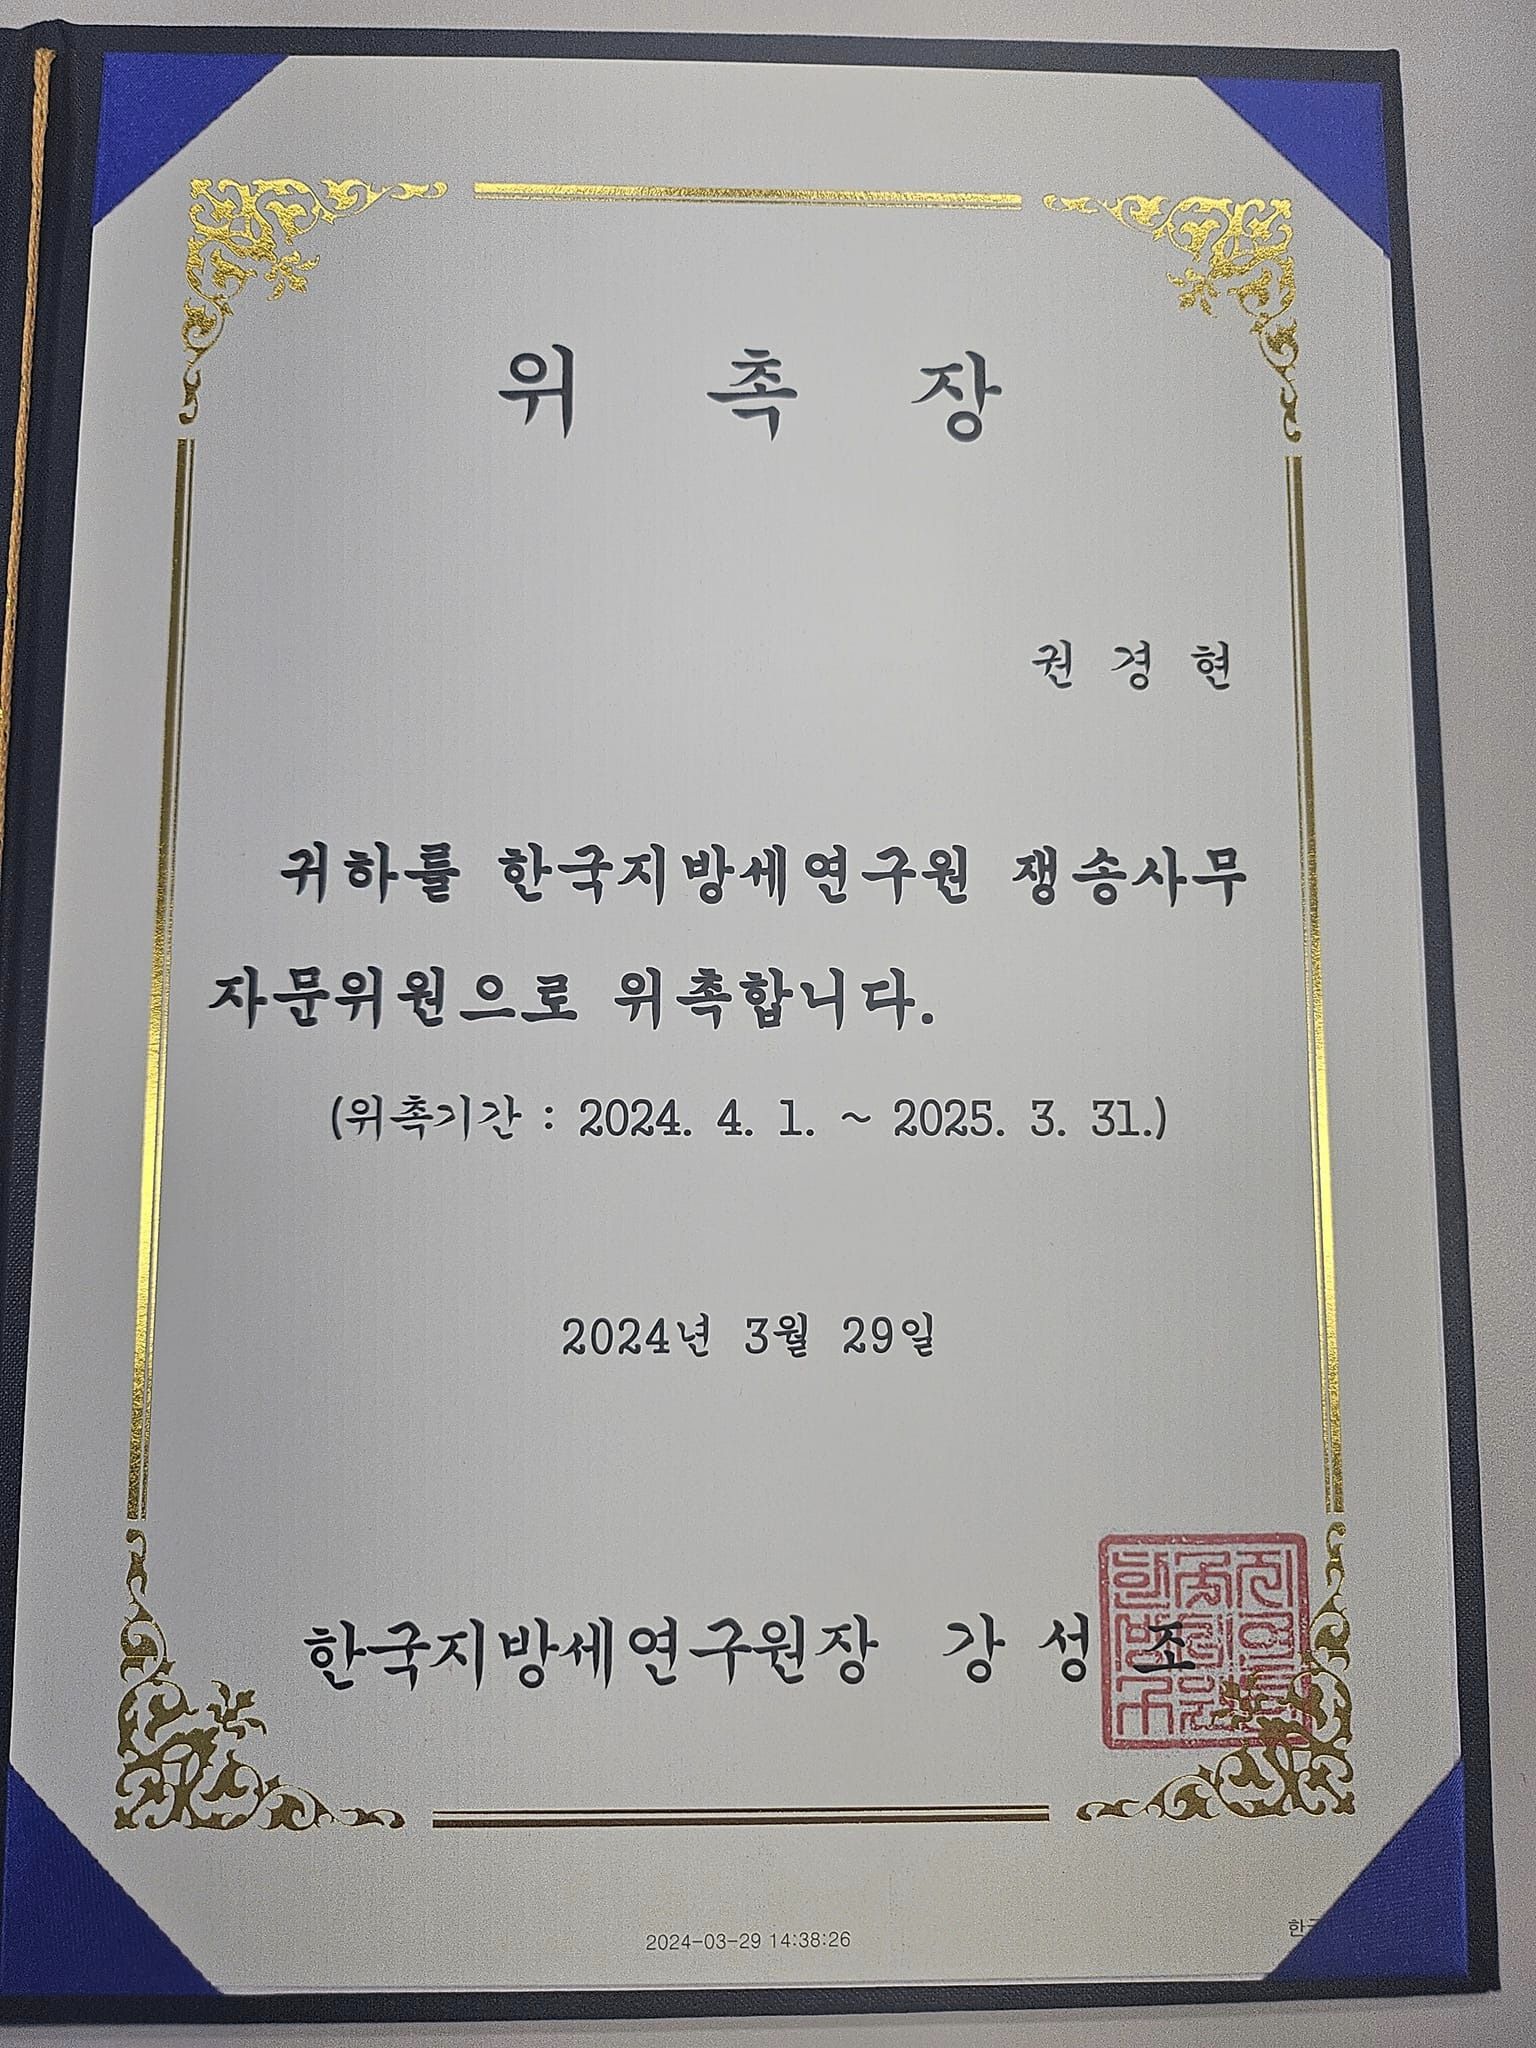 위 촉 장
권 경 현
귀하를 한국지방세연구원 쟁송사무
자문위원으로 위촉합니다.
(위촉기간 : 2024. 4. 1. ~ 2025. 3. 31.)
2024년 3월 29일
한국지방세연구원장 강 성 조
2024-03-29 14:38:26